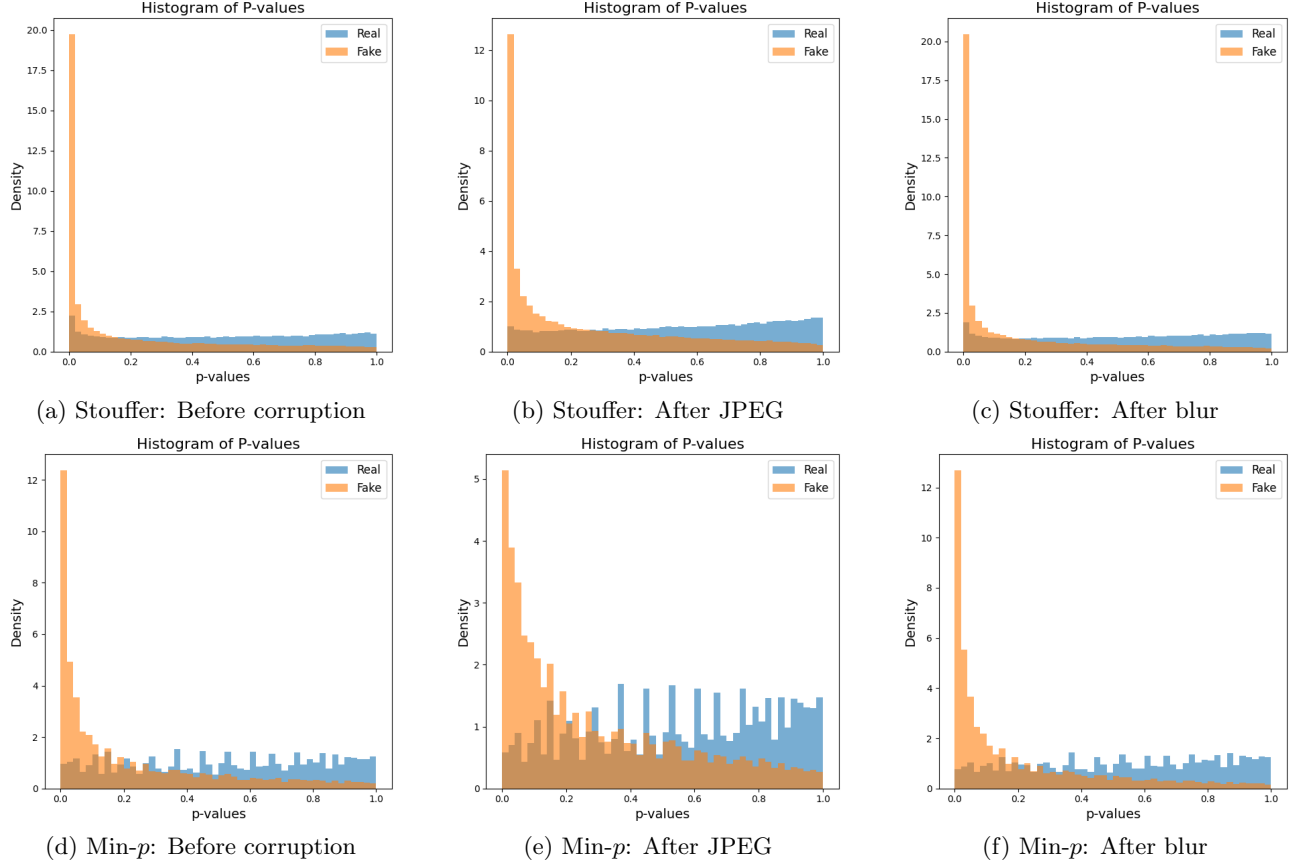 Histogram of P-values
20.0
17.5
15.0
12.5
10.0
7.5
5.0
2.5
0.0
Density
Real
Fake
0.0 0.2 0.4 0.6 0.8 1.0
p-values
(a) Stouffer: Before corruption
Histogram of P-values
12
10
8
6
4
2
0
Density
Real
Fake
0.0 0.2 0.4 0.6 0.8 1.0
p-values
(b) Stouffer: After JPEG
Histogram of P-values
20.0
17.5
15.0
12.5
10.0
7.5
5.0
2.5
0.0
Density
Real
Fake
0.0 0.2 0.4 0.6 0.8 1.0
p-values
(c) Stouffer: After blur
Histogram of P-values
12
10
8
6
4
2
0
Density
Real
Fake
0.0 0.2 0.4 0.6 0.8 1.0
p-values
(d) Min-p: Before corruption
Histogram of P-values
5
4
3
2
1
0
Density
Real
Fake
0.0 0.2 0.4 0.6 0.8 1.0
p-values
(e) Min-p: After JPEG
Histogram of P-values
12
10
8
6
4
2
0
Density
Real
Fake
0.0 0.2 0.4 0.6 0.8 1.0
p-values
(f) Min-p: After blur